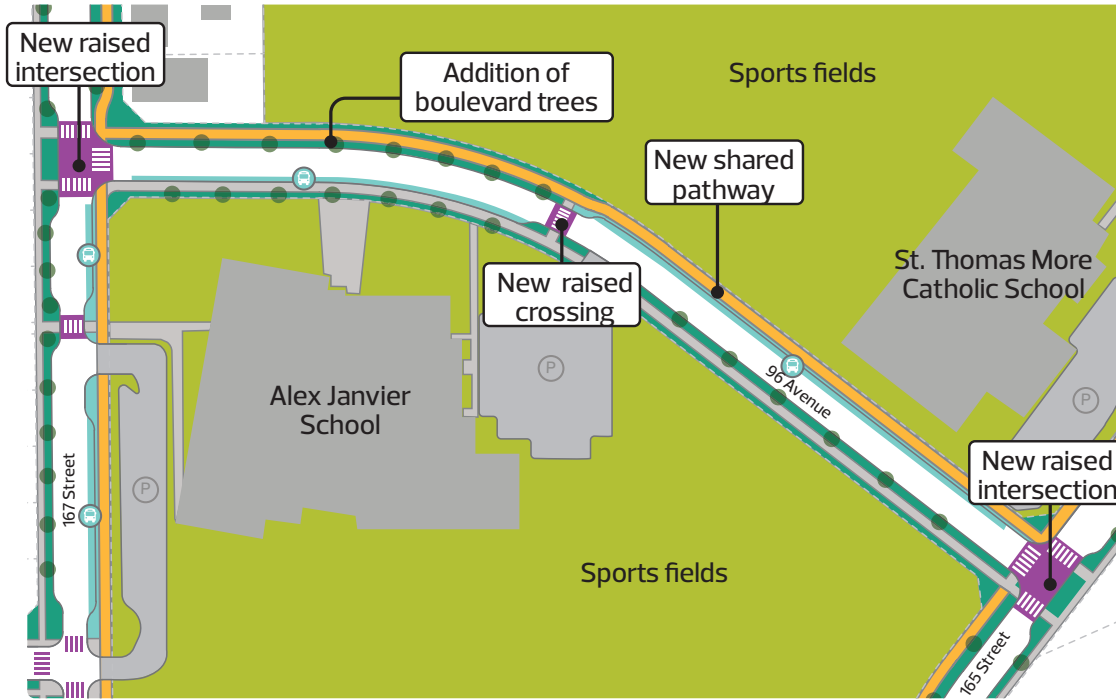 New raised
intersection
Addition of
boulevard trees
Sports fields
New shared
pathway
St. Thomas More
Catholic School
New raised
crossing
P
96 Avenue
Alex Janvier
School
P
New raised
intersection
167 Street
P
Sports fields
165 Street